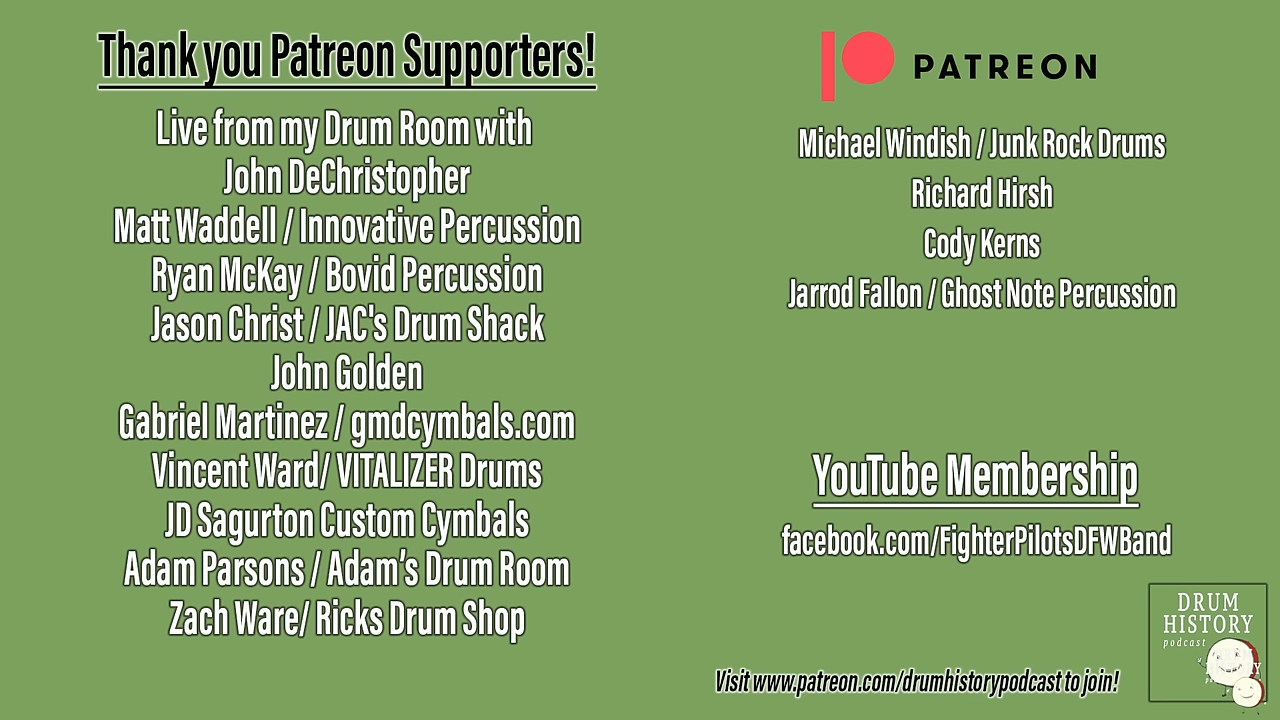 Thank you Patreon Supporters!
Live from my Drum Room with
John DeChristopher
Matt Waddell / Innovative Percussion
Ryan McKay / Bovid Percussion
Jason Christ / JAC's Drum Shack
John Golden
Gabriel Martinez / gmdcymbals.com
Vincent Ward/ VITALIZER Drums
JD Sagurton Custom Cymbals
Adam Parsons / Adam’s Drum Room
Zach Ware/ Ricks Drum Shop
PATREON
Michael Windish / Junk Rock Drums
Richard Hirsh
Cody Kerns
Jarrod Fallon / Ghost Note Percussion
YouTube Membership
facebook.com/FighterPilotsDFWBand
Visit www.patreon.com/drumhistorypodcast to join!
DRUM
HISTORY
podcast